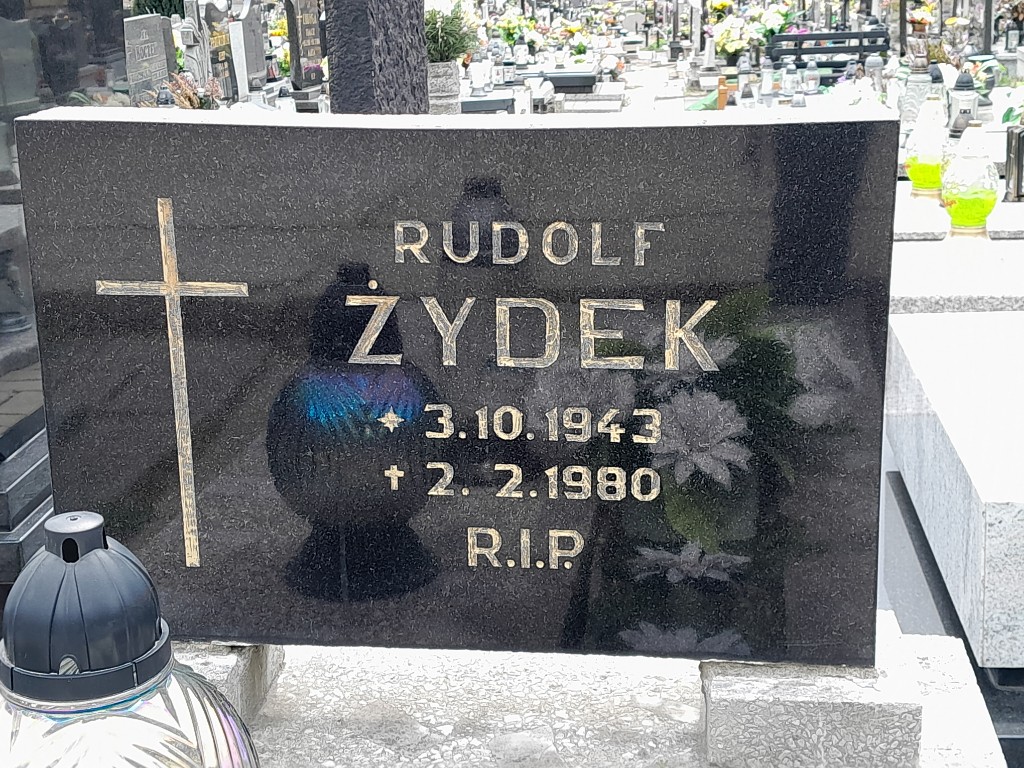 RUDOLF
ŻYDEK
✦ 3.10.1943
✝ 2. 2.1980
R.I.P.